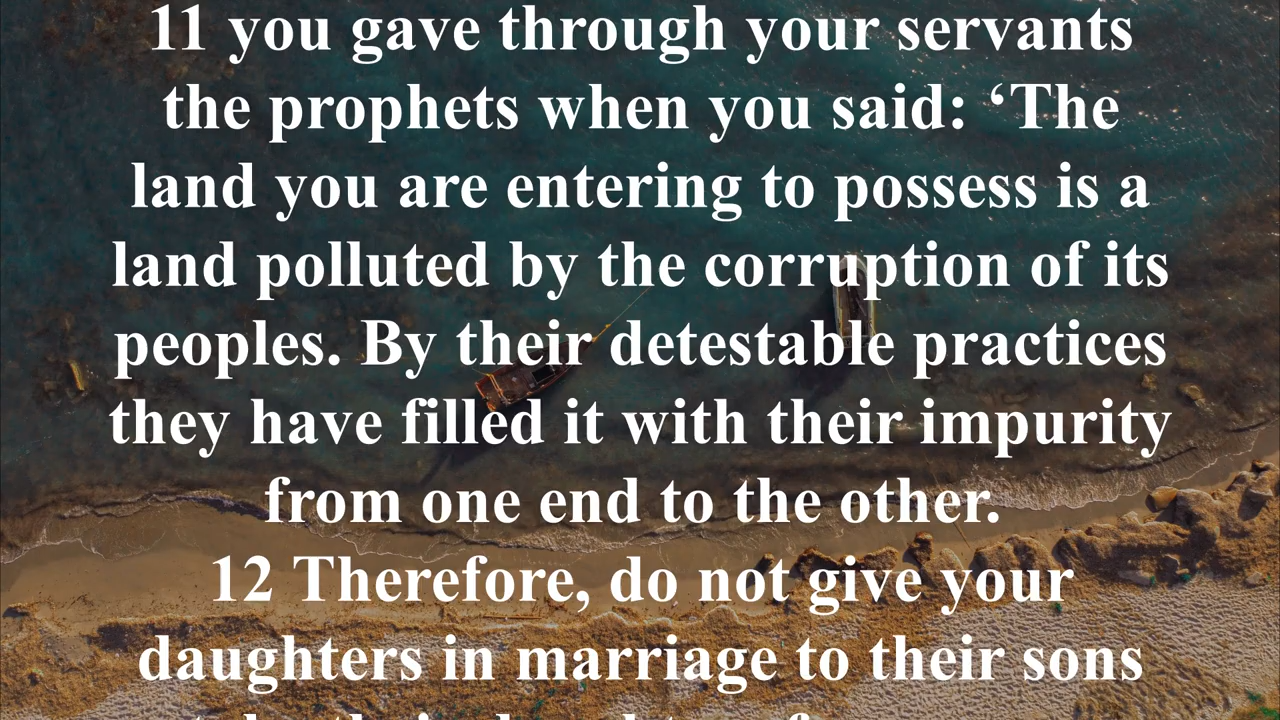 11 you gave through your servants
the prophets when you said: ‘The
land you are entering to possess is a
land polluted by the corruption of its
peoples. By their detestable practices
they have filled it with their impurity
from one end to the other.
12 Therefore, do not give your
daughters in marriage to their sons